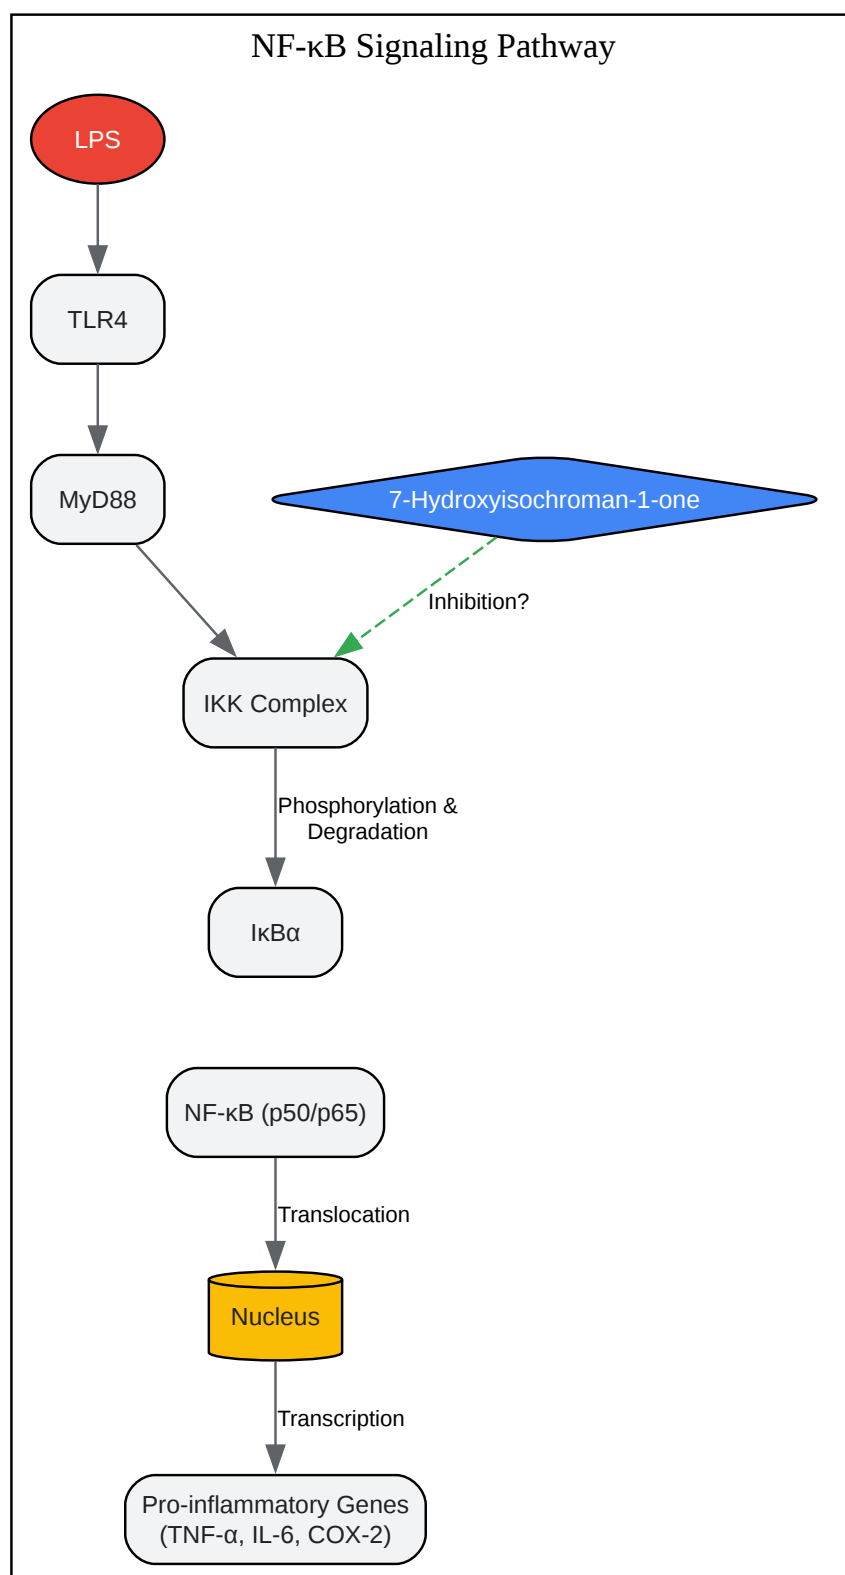 NF-κB Signaling Pathway
LPS
TLR4
MyD88
7-Hydroxyisochroman-1-one
Inhibition?
IKK Complex
Phosphorylation &
Degradation
IκBα
NF-κB (p50/p65)
Translocation
Nucleus
Transcription
Pro-inflammatory Genes
(TNF-α, IL-6, COX-2)